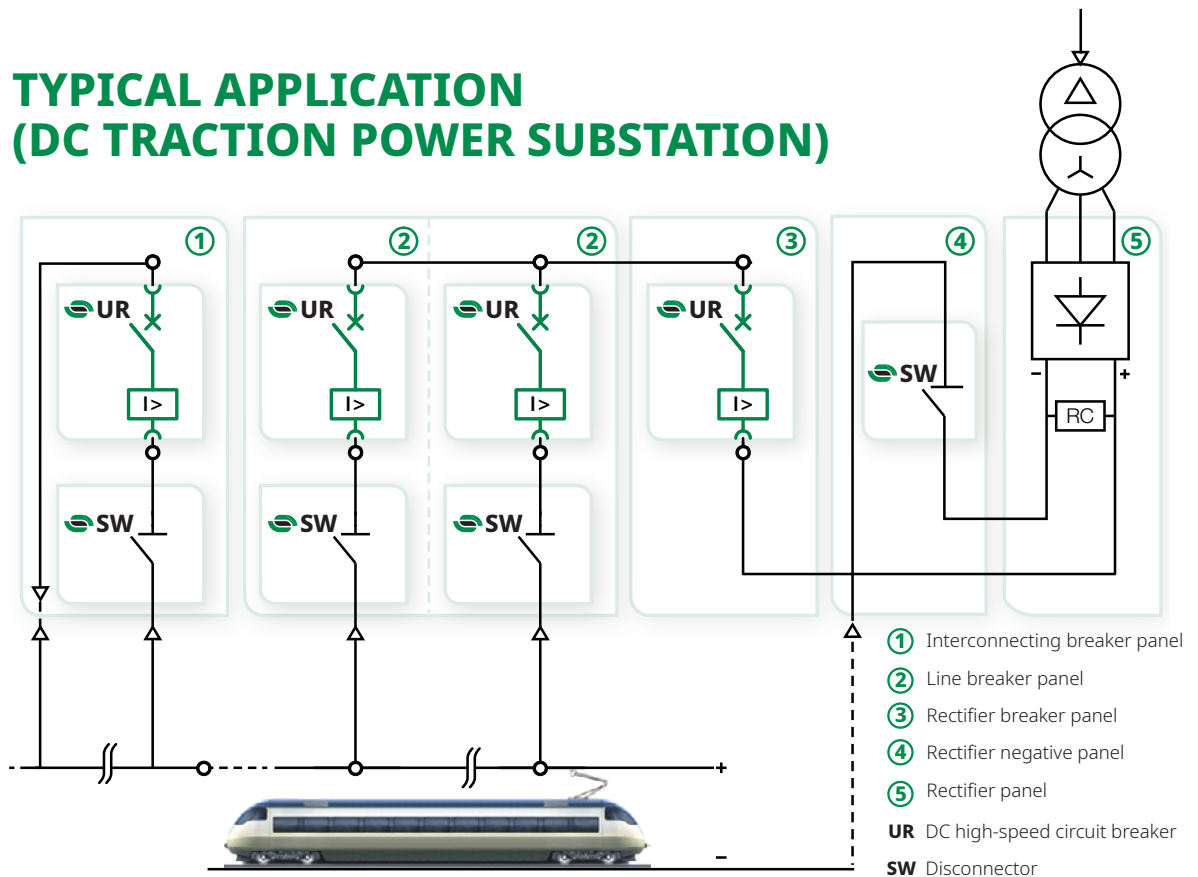 TYPICAL APPLICATION
(DC TRACTION POWER SUBSTATION)
1
2
2
3
4
5
UR
UR
UR
UR
SW
I>
I>
I>
I>
- +
RC
SW
SW
SW
+
–
1 Interconnecting breaker panel
2 Line breaker panel
3 Rectifier breaker panel
4 Rectifier negative panel
5 Rectifier panel
UR DC high-speed circuit breaker
SW Disconnector